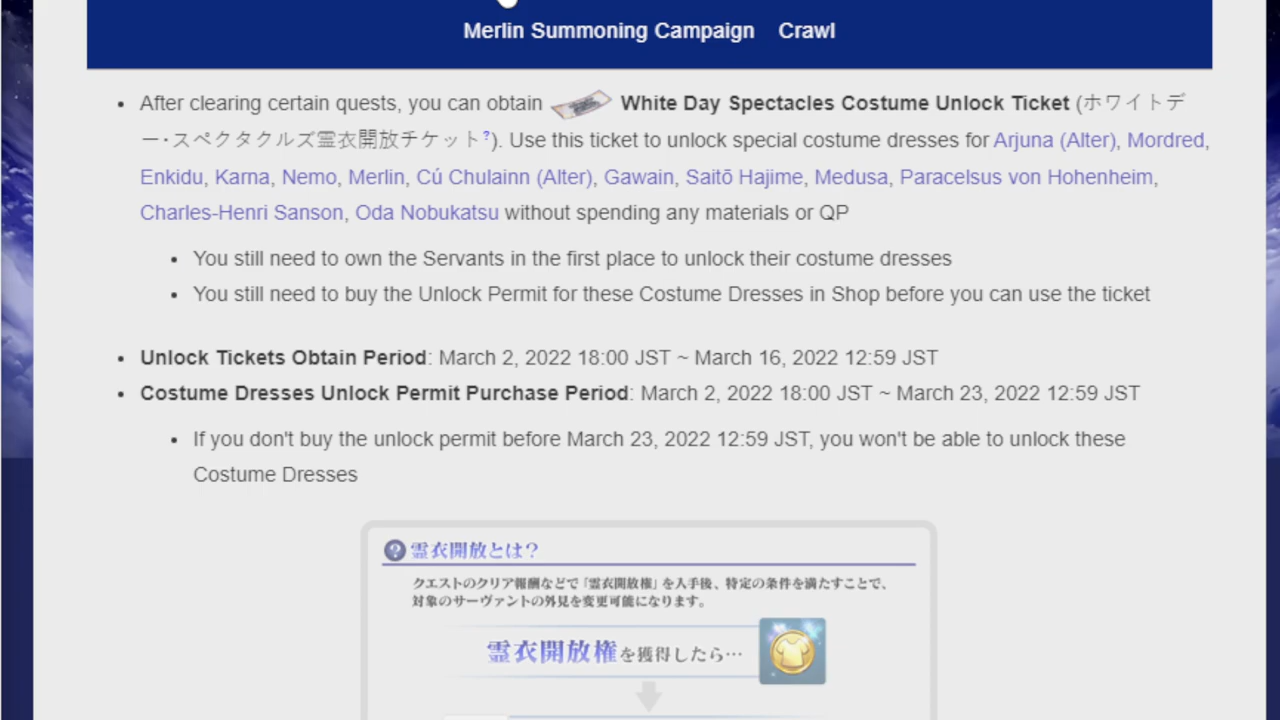 Merlin Summoning Campaign Crawl
After clearing certain quests, you can obtain White Day Spectacles Costume Unlock Ticket (ホワイトデ
ー・スペクタクルズ霊衣開放チケット?). Use this ticket to unlock special costume dresses for Arjuna (Alter), Mordred,
Enkidu, Karna, Nemo, Merlin, Cú Chulainn (Alter), Gawain, Saitō Hajime, Medusa, Paracelsus von Hohenheim,
Charles-Henri Sanson, Oda Nobukatsu without spending any materials or QP
You still need to own the Servants in the first place to unlock their costume dresses
You still need to buy the Unlock Permit for these Costume Dresses in Shop before you can use the ticket
Unlock Tickets Obtain Period: March 2, 2022 18:00 JST ~ March 16, 2022 12:59 JST
Costume Dresses Unlock Permit Purchase Period: March 2, 2022 18:00 JST ~ March 23, 2022 12:59 JST
If you don't buy the unlock permit before March 23, 2022 12:59 JST, you won't be able to unlock these
Costume Dresses
?霊衣開放とは?
クエストのクリア報酬などで「霊衣開放権」を入手後、特定の条件を満たすことで、
対象のサーヴァントの外見を変更可能になります。
霊衣開放権を獲得したら…